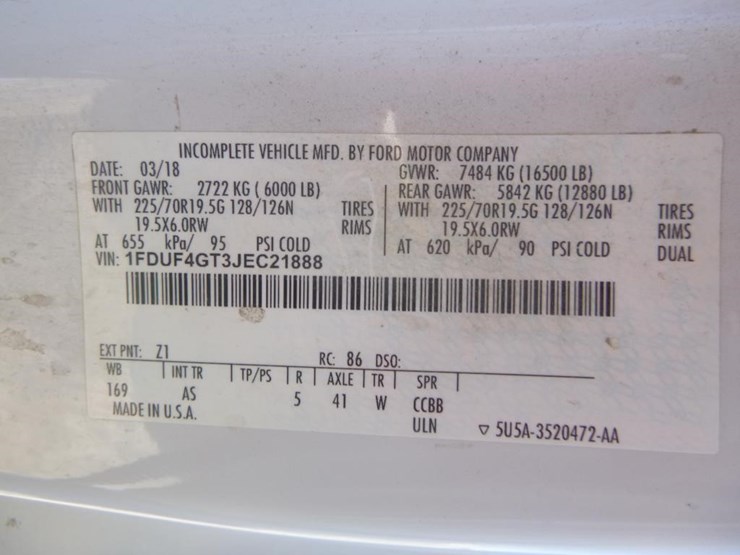 INCOMPLETE VEHICLE MFD. BY FORD MOTOR COMPANY
DATE: 03/18 GVWR: 7484 KG (16500 LB)
FRONT GAWR: 2722 KG ( 6000 LB) REAR GAWR: 5842 KG (12880 LB)
WITH 225/70R19.5G 128/126N TIRES WITH 225/70R19.5G 128/126N TIRES
19.5X6.0RW RIMS 19.5X6.0RW RIMS
AT 655 kPa/ 95 PSI COLD AT 620 kPa/ 90 PSI COLD DUAL
VIN: 1FDUF4GT3JEC21888
EXT PNT: Z1 RC: 86 DSO:
WB INT TR TP/PS R AXLE TR SPR
169 AS 5 41 W CCBB
MADE IN U.S.A. ULN ▽ 5U5A-3520472-AA